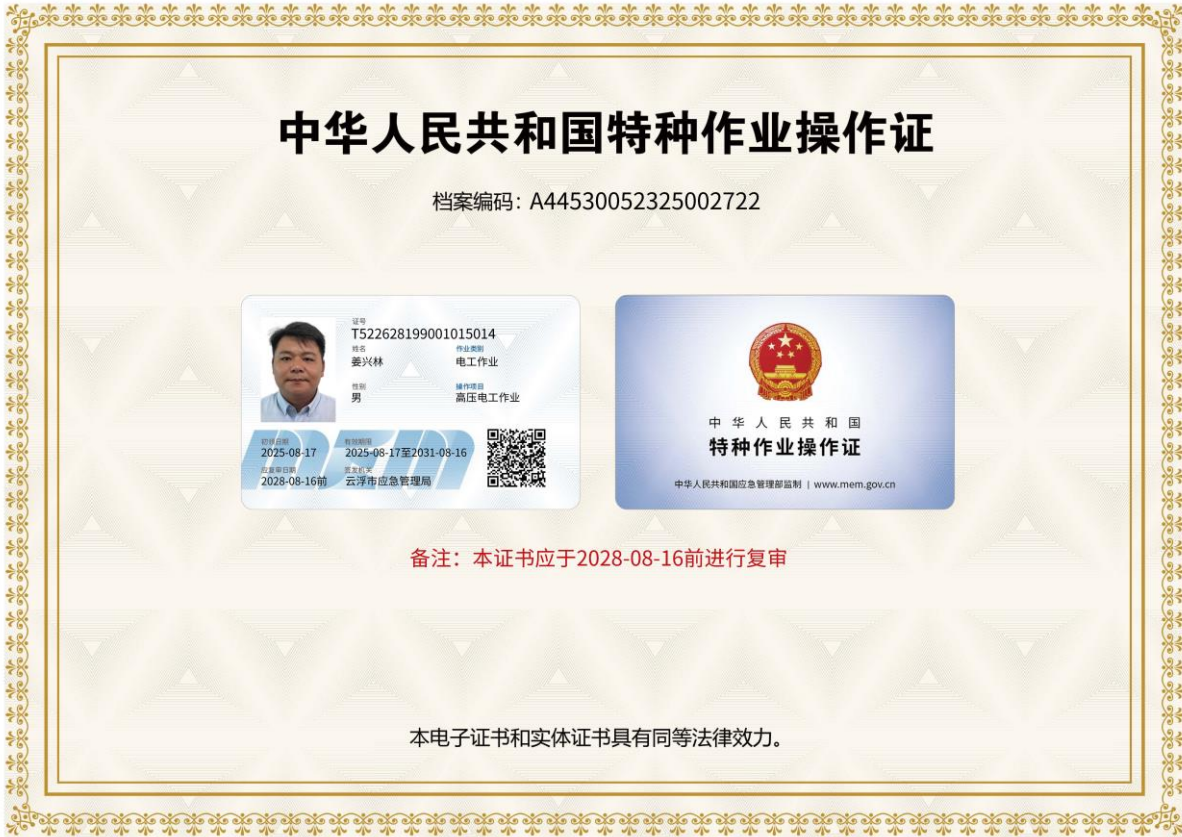 中华人民共和国特种作业操作证
档案编码：A44530052325002722
证号
T522628199001015014
姓名 作业类别
姜兴林 电工作业
性别 操作项目
男 高压电工作业
初领日期 有效期限
2025-08-17 2025-08-17至2031-08-16
应复审日期 签发机关
2028-08-16前 云浮市应急管理局
MEM
中华人民共和国
特种作业操作证
中华人民共和国应急管理部监制 | www.mem.gov.cn
备注：本证书应于2028-08-16前进行复审
本电子证书和实体证书具有同等法律效力。